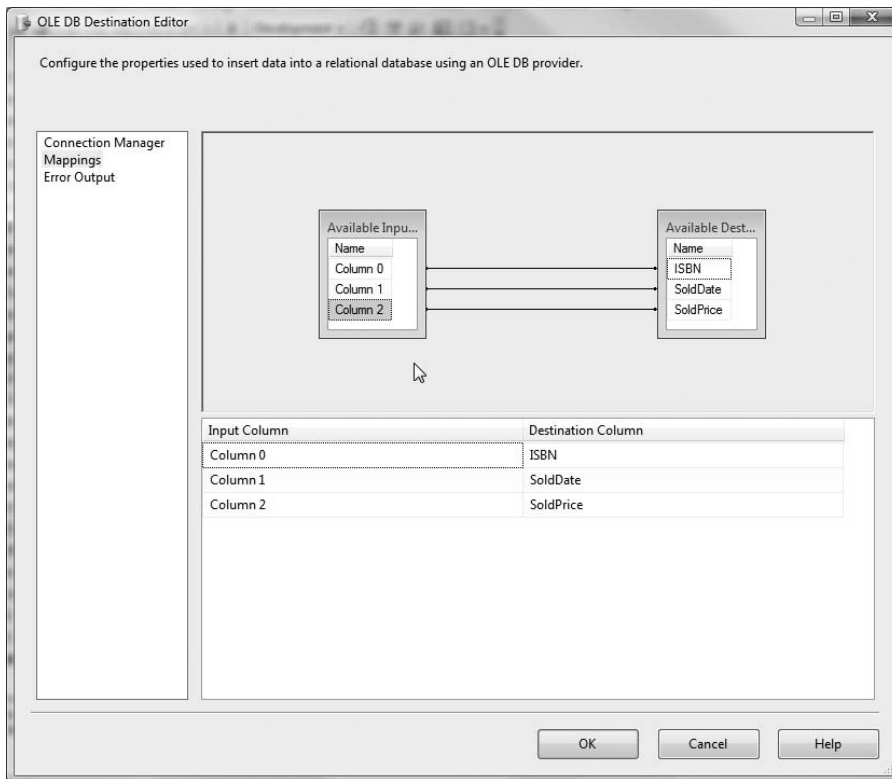 OLE DB Destination Editor
Configure the properties used to insert data into a relational database using an OLE DB provider.
Connection Manager
Mappings
Error Output
Available Inpu...
Name
Column 0
Column 1
Column 2
Available Dest...
Name
ISBN
SoldDate
SoldPrice
Input Column Destination Column
Column 0 ISBN
Column 1 SoldDate
Column 2 SoldPrice
OK Cancel Help